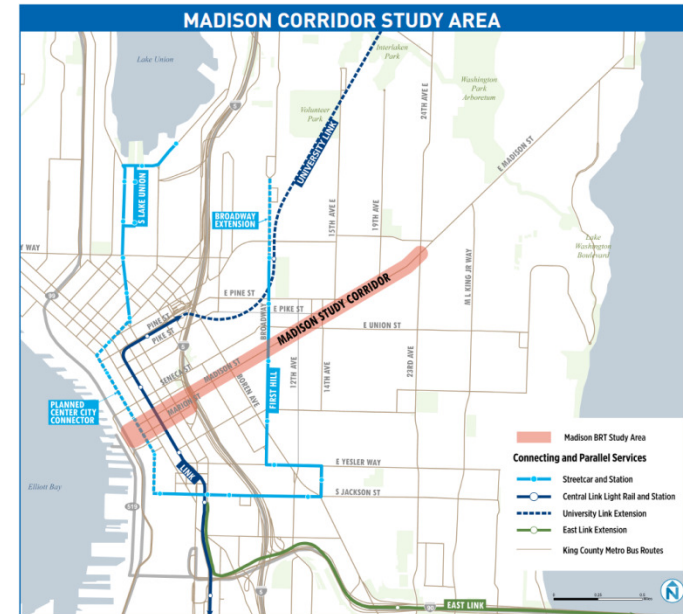 MADISON CORRIDOR STUDY AREA
Lake Union
Interlaken
Park
Volunteer
Park
Washington
Park
Arboretum
24TH AVE E
UNIVERSITY LINK
E MADISON ST
S LAKE UNION
BROADWAY
EXTENSION
15TH AVE E
19TH AVE E
Y WAY
Lake
Washington
Boulevard
M L KING JR WAY
E PINE ST
PINE ST
PIKE ST
BROADWAY
E PIKE ST
MADISON STUDY CORRIDOR
E UNION ST
SENECA ST
MADISON ST
MARION ST
BOREN AVE
FIRST HILL
12TH AVE
14TH AVE
23RD AVE
PLANNED
CENTER CITY
CONNECTOR
LINK
E YESLER WAY
S JACKSON ST
Elliott Bay
EAST LINK
Madison BRT Study Area
Connecting and Parallel Services
Streetcar and Station
Central Link Light Rail and Station
University Link Extension
East Link Extension
King County Metro Bus Routes
N